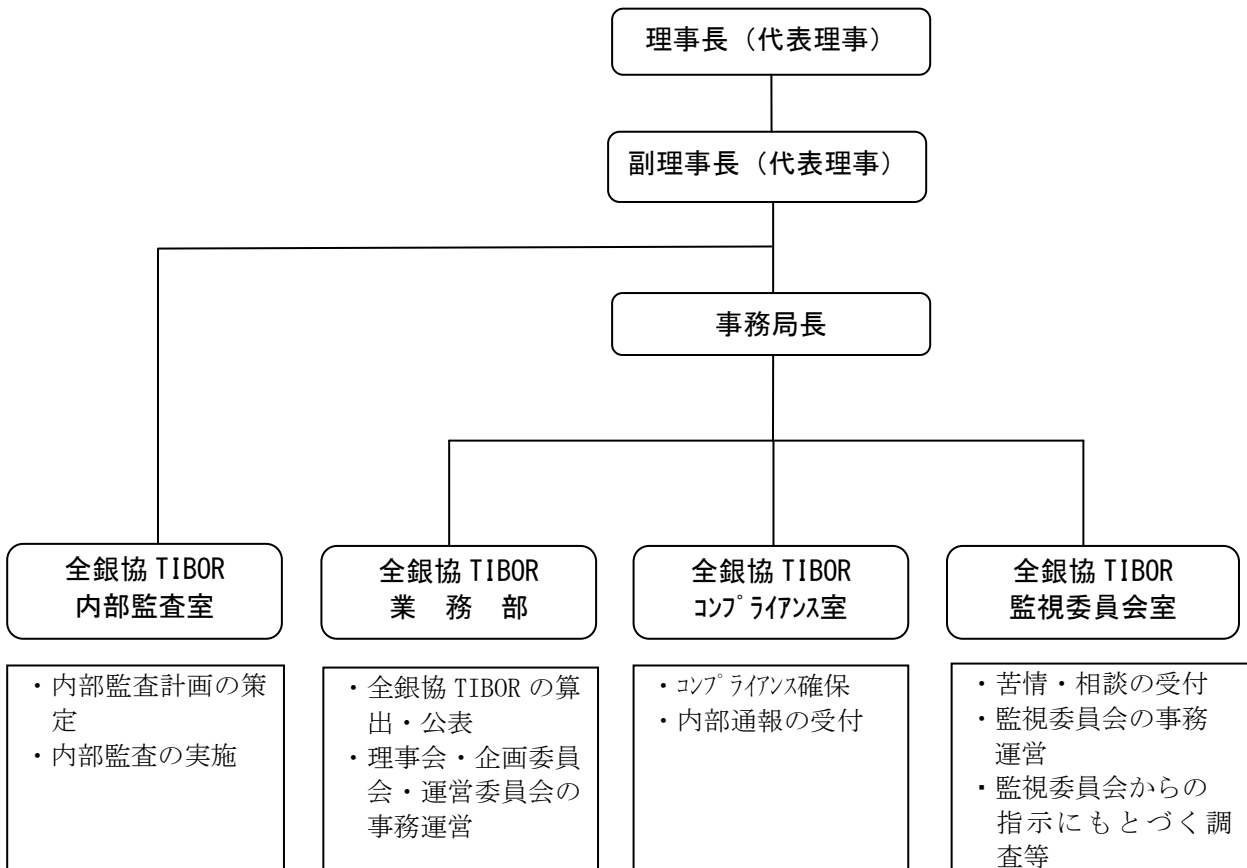 理事長（代表理事）
副理事長（代表理事）
事務局長
全銀協 TIBOR
内部監査室
全銀協 TIBOR
業　務　部
全銀協 TIBOR
ｺﾝﾌﾟﾗｲｱﾝｽ室
全銀協 TIBOR
監視委員会室
・内部監査計画の策
定
・内部監査の実施
・全銀協 TIBOR の算
出・公表
・理事会・企画委員
会・運営委員会の
事務運営
・ｺﾝﾌﾟﾗｲｱﾝｽ確保
・内部通報の受付
・苦情・相談の受付
・監視委員会の事務
運営
・監視委員会からの
指示にもとづく調
査等